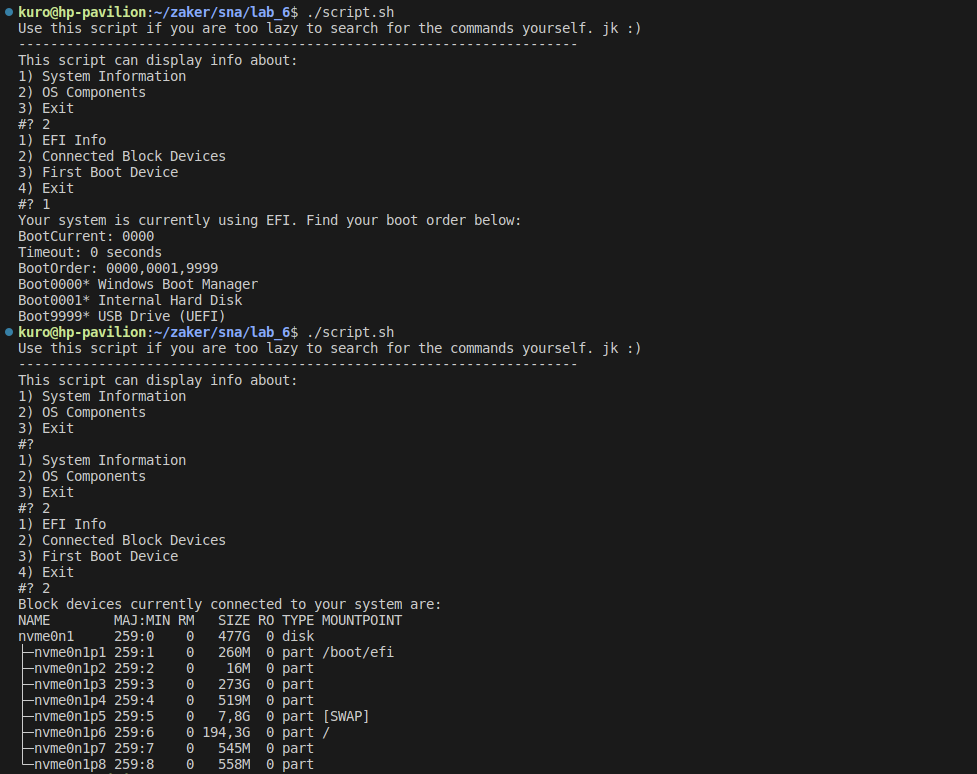 kuro@hp-pavilion:~/zaker/sna/lab_6$ ./script.sh
Use this script if you are too lazy to search for the commands yourself. jk :)
----------------------------------------------------------------------
This script can display info about:
1) System Information
2) OS Components
3) Exit
#? 2
1) EFI Info
2) Connected Block Devices
3) First Boot Device
4) Exit
#? 1
Your system is currently using EFI. Find your boot order below:
BootCurrent: 0000
Timeout: 0 seconds
BootOrder: 0000,0001,9999
Boot0000* Windows Boot Manager
Boot0001* Internal Hard Disk
Boot9999* USB Drive (UEFI)
kuro@hp-pavilion:~/zaker/sna/lab_6$ ./script.sh
Use this script if you are too lazy to search for the commands yourself. jk :)
----------------------------------------------------------------------
This script can display info about:
1) System Information
2) OS Components
3) Exit
#?
1) System Information
2) OS Components
3) Exit
#? 2
1) EFI Info
2) Connected Block Devices
3) First Boot Device
4) Exit
#? 2
Block devices currently connected to your system are:
NAME        MAJ:MIN RM   SIZE RO TYPE MOUNTPOINT
nvme0n1     259:0    0   477G  0 disk
├─nvme0n1p1 259:1    0   260M  0 part /boot/efi
├─nvme0n1p2 259:2    0    16M  0 part
├─nvme0n1p3 259:3    0   273G  0 part
├─nvme0n1p4 259:4    0   519M  0 part
├─nvme0n1p5 259:5    0   7,8G  0 part [SWAP]
├─nvme0n1p6 259:6    0 194,3G  0 part /
├─nvme0n1p7 259:7    0   545M  0 part
└─nvme0n1p8 259:8    0   558M  0 part